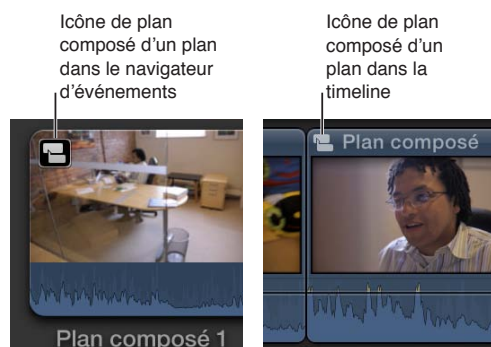 Icône de plan
composé d’un plan
dans le navigateur
d’événements
Icône de plan
composé d’un
plan dans la
timeline
Plan composé
Plan composé 1